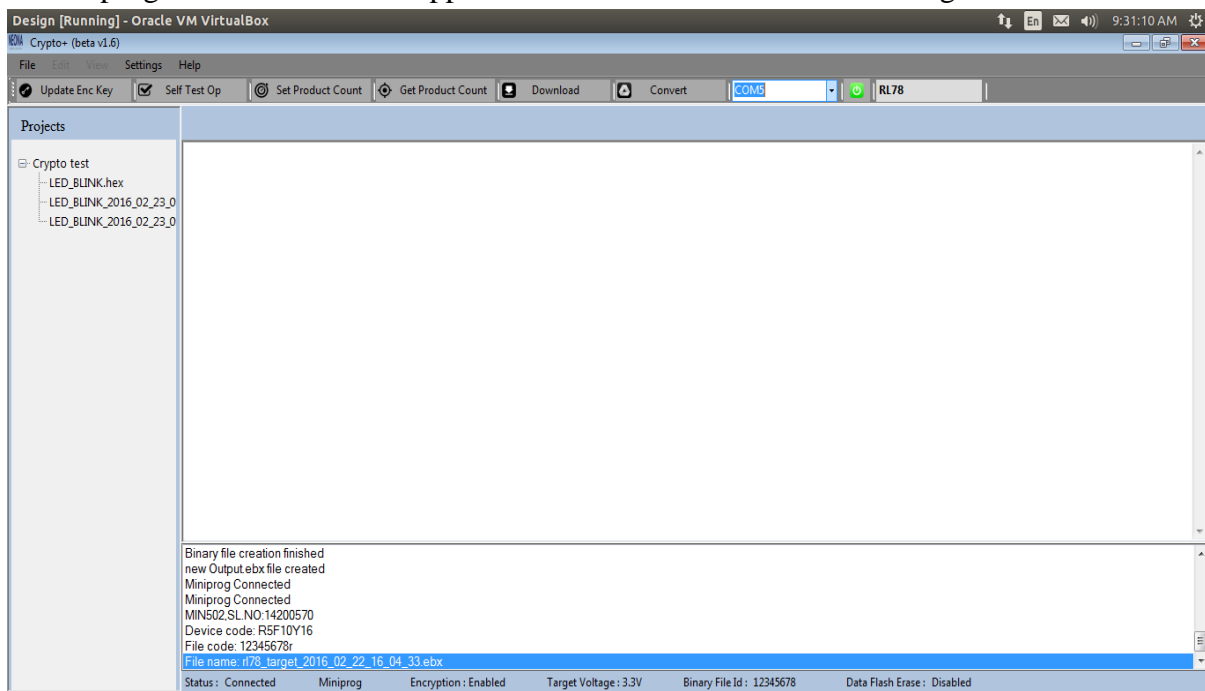 Design [Running] - Oracle VM VirtualBox En 9:31:10 AM
Crypto+ (beta v1.6)
File Edit View Settings Help
Update Enc Key Self Test Op Set Product Count Get Product Count Download Convert COM5 RL78
Projects
Crypto test
LED_BLINK.hex
LED_BLINK_2016_02_23_0
LED_BLINK_2016_02_23_0
Binary file creation finished
new Output.ebx file created
Miniprog Connected
Miniprog Connected
MIN502,SL.NO:14200570
Device code: R5F10Y16
File code: 12345678r
File name: rl78_target_2016_02_22_16_04_33.ebx
Status : Connected Miniprog Encryption : Enabled Target Voltage : 3.3V Binary File Id : 12345678 Data Flash Erase : Disabled